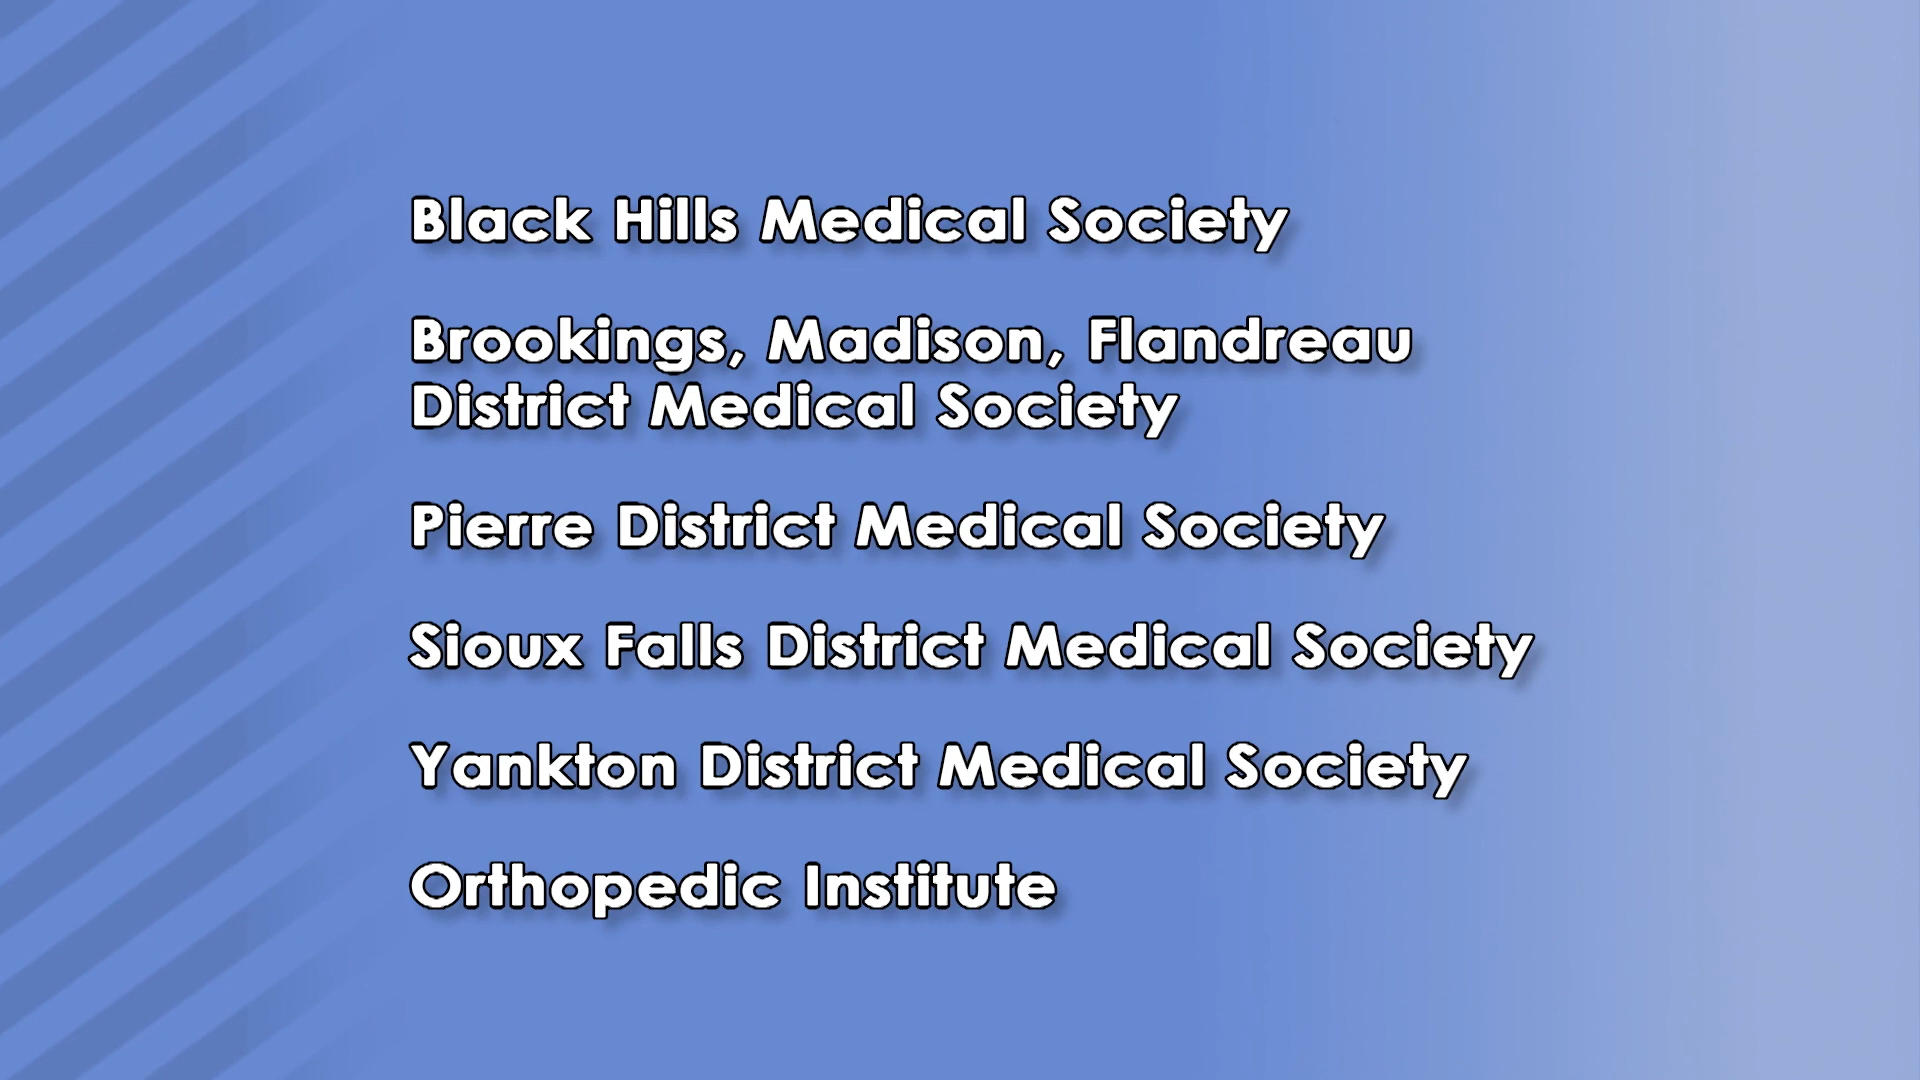 Black Hills Medical Society
Brookings, Madison, Flandreau
District Medical Society
Pierre District Medical Society
Sioux Falls District Medical Society
Yankton District Medical Society
Orthopedic Institute